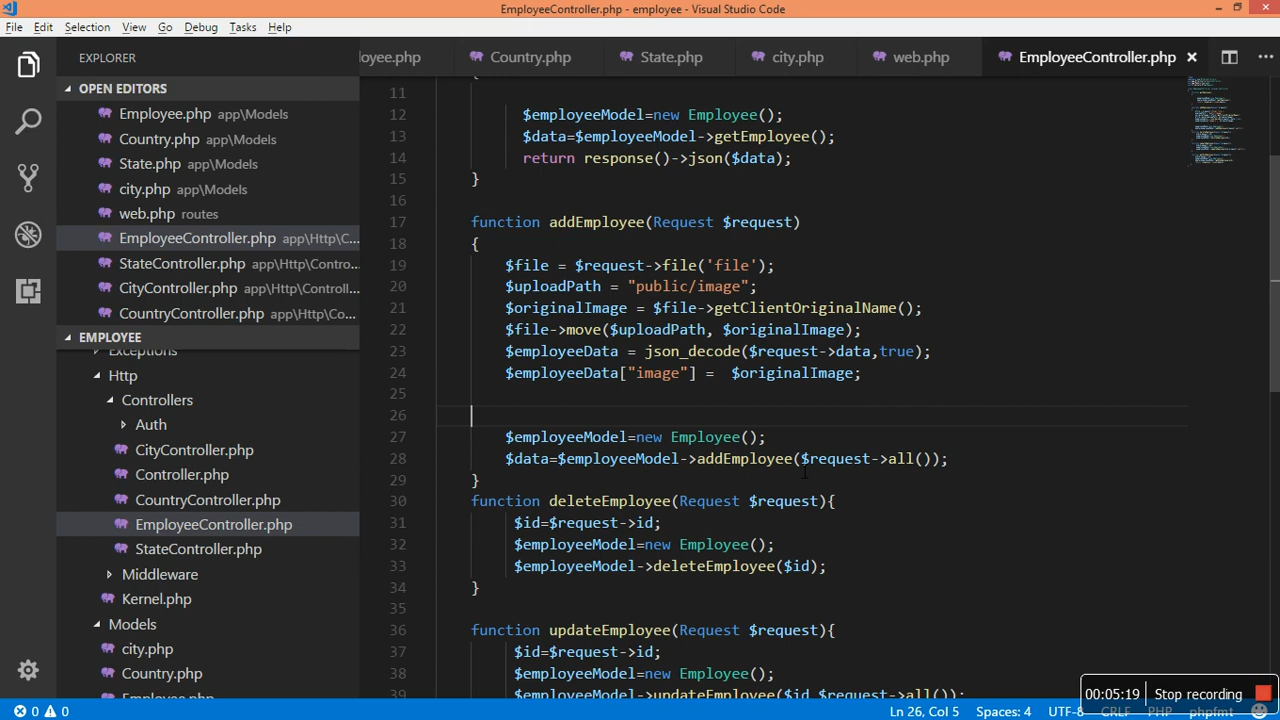 EmployeeController.php - employee - Visual Studio Code
File Edit Selection View Go Debug Tasks Help
EXPLORER
OPEN EDITORS
Employee.php app\Models
Country.php app\Models
State.php app\Models
city.php app\Models
web.php routes
EmployeeController.php app\Http\C...
StateController.php app\Http\Contro...
CityController.php app\Http\Controll...
CountryController.php app\Http\Co...
EMPLOYEE
Exceptions
Http
Controllers
Auth
CityController.php
Controller.php
CountryController.php
EmployeeController.php
StateController.php
Middleware
Kernel.php
Models
city.php
Country.php
Employee.php
loyee.php Country.php State.php city.php web.php EmployeeController.php
{
11
12 $employeeModel=new Employee();
13 $data=$employeeModel->getEmployee();
14 return response()->json($data);
15 }
16
17 function addEmployee(Request $request)
18 {
19 $file = $request->file('file');
20 $uploadPath = "public/image";
21 $originalImage = $file->getClientOriginalName();
22 $file->move($uploadPath, $originalImage);
23 $employeeData = json_decode($request->data,true);
24 $employeeData["image"] =  $originalImage;
25
26
27 $employeeModel=new Employee();
28 $data=$employeeModel->addEmployee($request->all());
29 }
30 function deleteEmployee(Request $request){
31 $id=$request->id;
32 $employeeModel=new Employee();
33 $employeeModel->deleteEmployee($id);
34 }
35
36 function updateEmployee(Request $request){
37 $id=$request->id;
38 $employeeModel=new Employee();
39 $employeeModel->updateEmployee($id,$request->all());
00:05:19 Stop recording
0 0 Ln 26, Col 5 Spaces: 4 UTF-8 CRLF PHP phpfmt